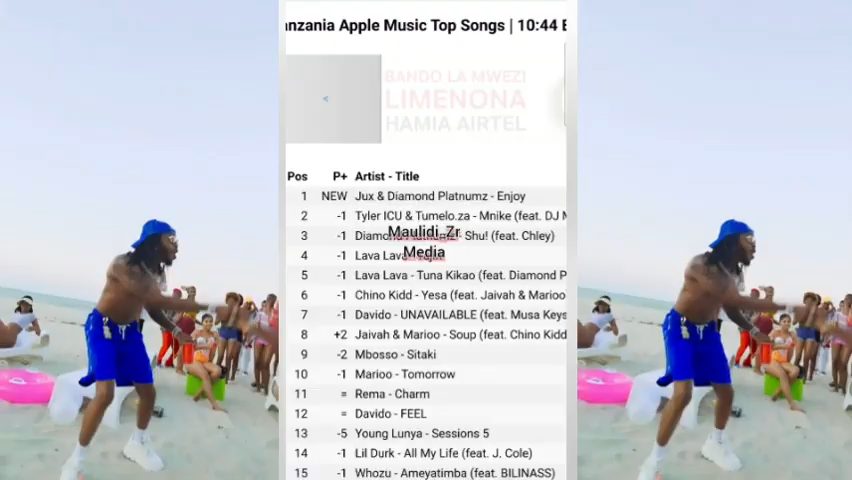 anzania Apple Music Top Songs | 10:44 E
BANDO LA MWEZI
LIMENONA
HAMIA AIRTEL
Pos P+ Artist - Title
1 NEW Jux & Diamond Platnumz - Enjoy
2 -1 Tyler ICU & Tumelo.za - Mnike (feat. DJ M
3 -1 Diamond Platnumz - Shu! (feat. Chley)
Maulidi_Zr
Media
4 -1 Lava Lava
5 -1 Lava Lava - Tuna Kikao (feat. Diamond P
6 -1 Chino Kidd - Yesa (feat. Jaivah & Marioo
7 -1 Davido - UNAVAILABLE (feat. Musa Keys
8 +2 Jaivah & Marioo - Soup (feat. Chino Kidd
9 -2 Mbosso - Sitaki
10 -1 Marioo - Tomorrow
11 = Rema - Charm
12 = Davido - FEEL
13 -5 Young Lunya - Sessions 5
14 -1 Lil Durk - All My Life (feat. J. Cole)
15 -1 Whozu - Ameyatimba (feat. BILINASS)